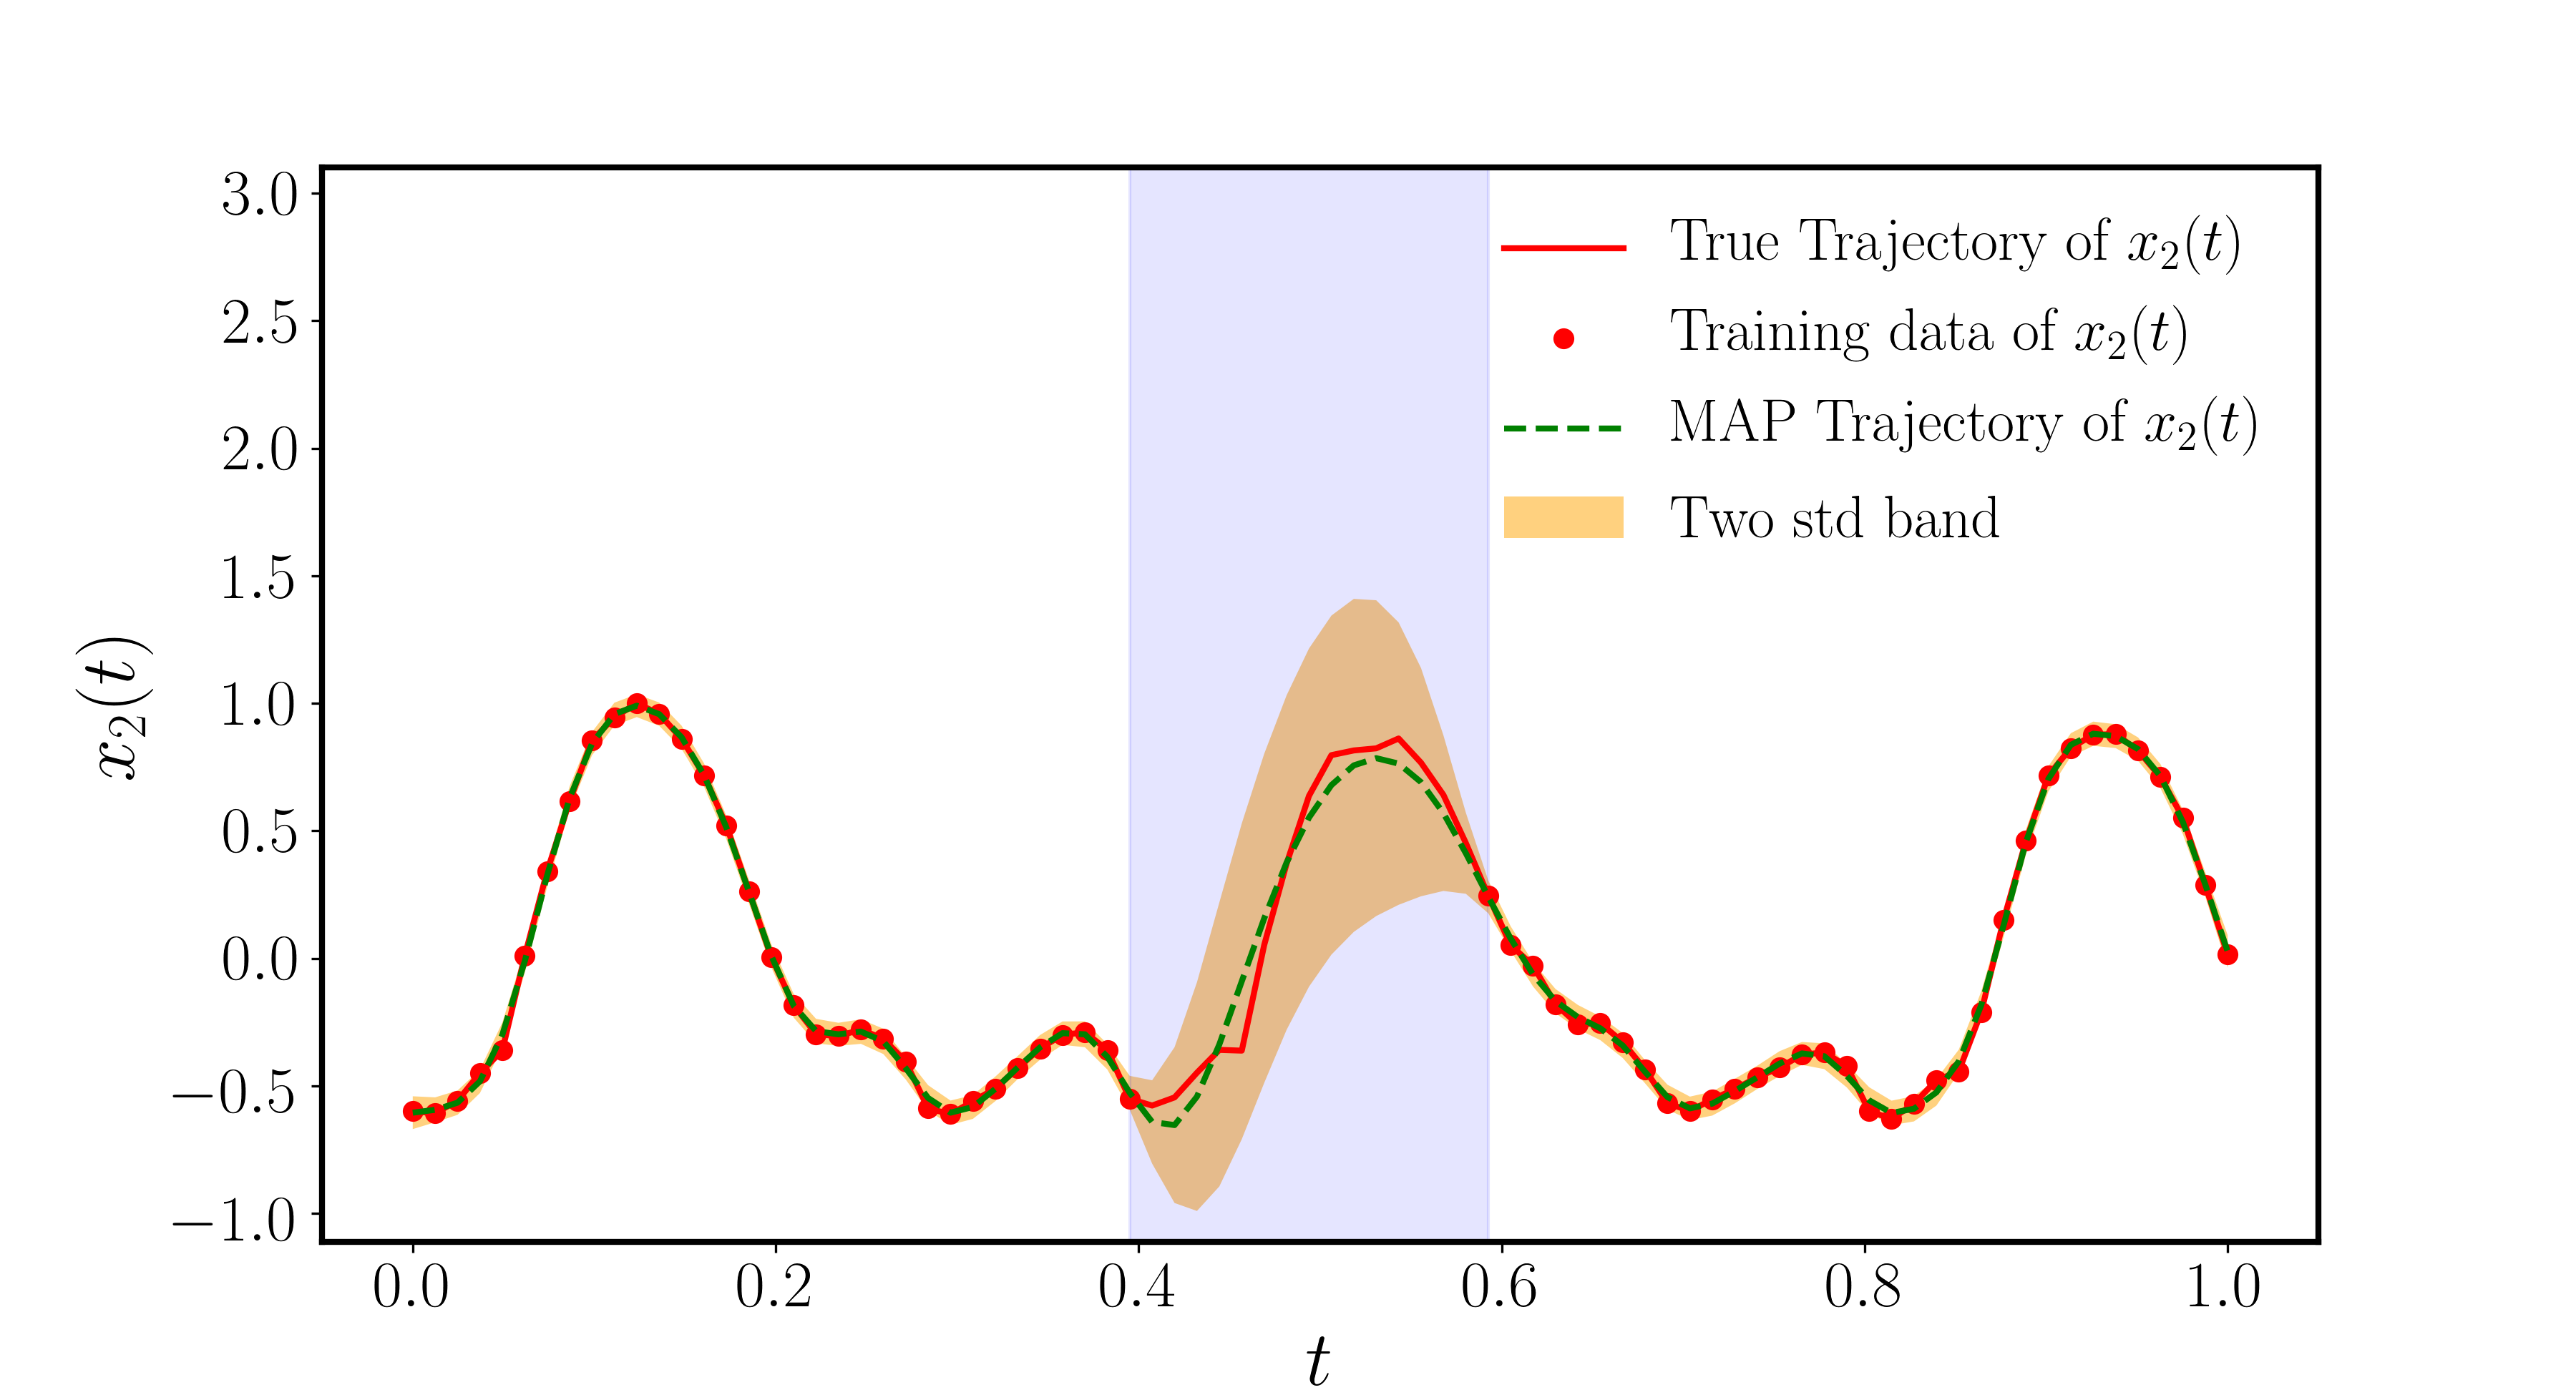 3.0
2.5
2.0
1.5
1.0
0.5
0.0
−0.5
−1.0
x₂(t)
True Trajectory of x₂(t)
Training data of x₂(t)
MAP Trajectory of x₂(t)
Two std band
0.0 0.2 0.4 0.6 0.8 1.0
t